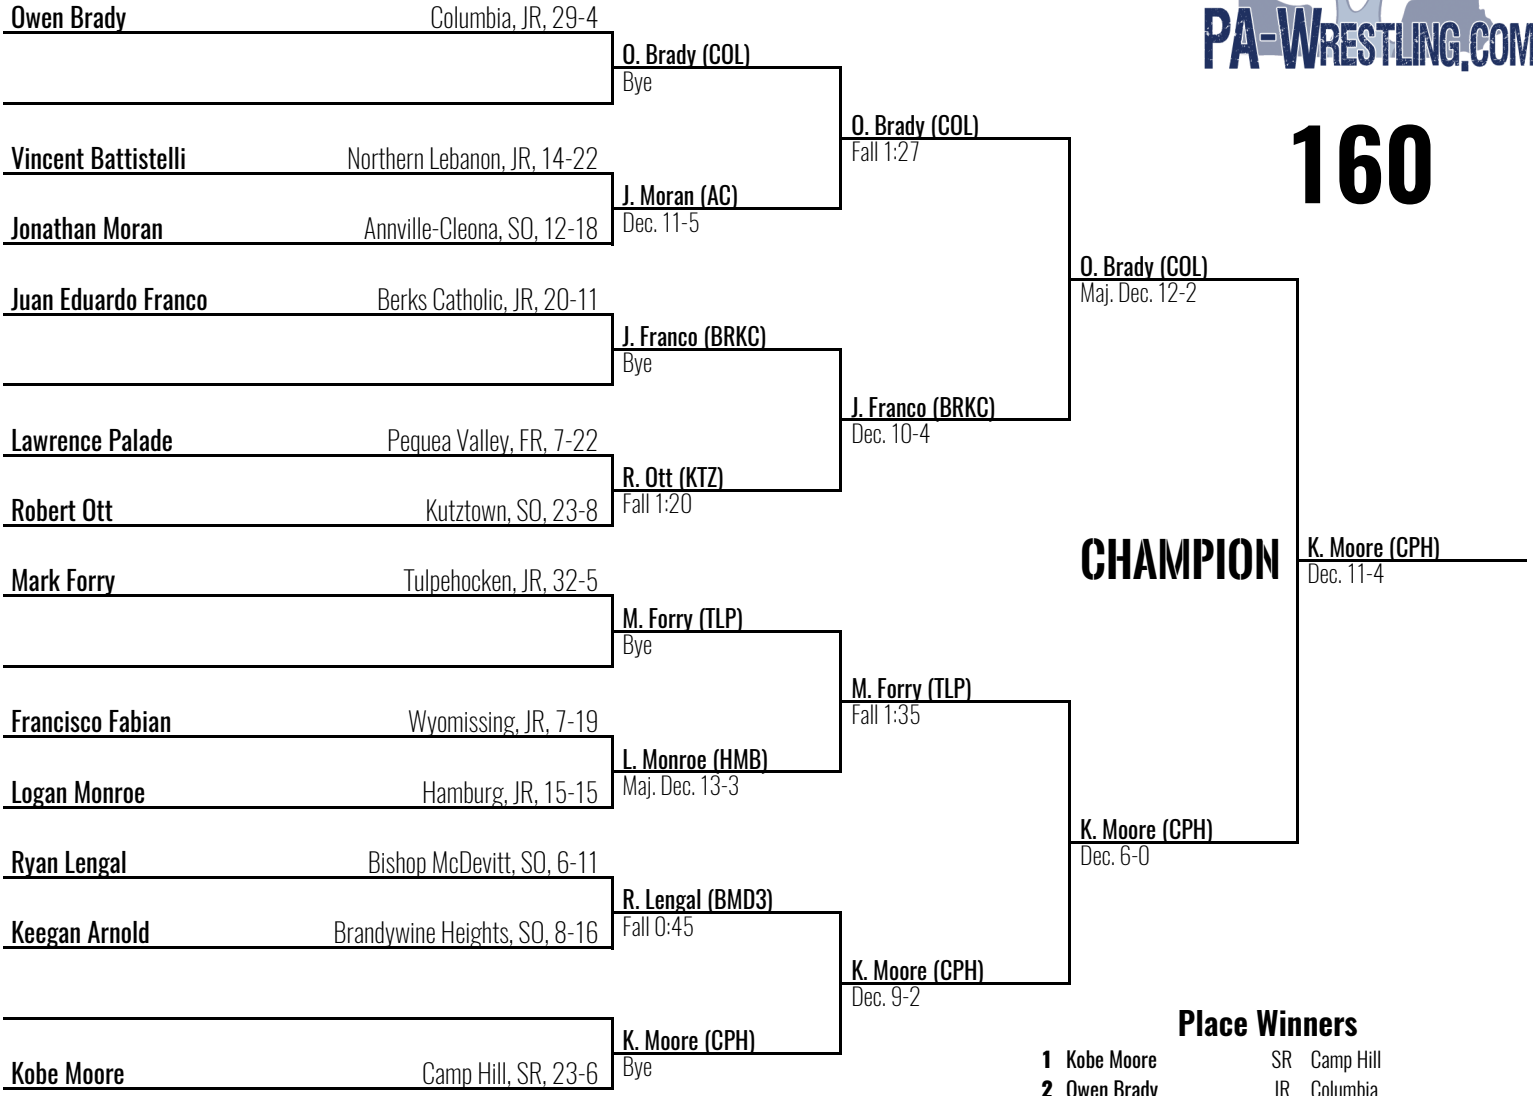 Owen Brady Columbia, JR, 29-4
O. Brady (COL)
Bye
Vincent Battistelli Northern Lebanon, JR, 14-22
J. Moran (AC)
Dec. 11-5
Jonathan Moran Annville-Cleona, SO, 12-18
O. Brady (COL)
Fall 1:27
Juan Eduardo Franco Berks Catholic, JR, 20-11
J. Franco (BRKC)
Bye
Lawrence Palade Pequea Valley, FR, 7-22
R. Ott (KTZ)
Fall 1:20
Robert Ott Kutztown, SO, 23-8
J. Franco (BRKC)
Dec. 10-4
O. Brady (COL)
Maj. Dec. 12-2
Mark Forry Tulpehocken, JR, 32-5
M. Forry (TLP)
Bye
Francisco Fabian Wyomissing, JR, 7-19
L. Monroe (HMB)
Maj. Dec. 13-3
Logan Monroe Hamburg, JR, 15-15
M. Forry (TLP)
Fall 1:35
Ryan Lengal Bishop McDevitt, SO, 6-11
R. Lengal (BMD3)
Fall 0:45
Keegan Arnold Brandywine Heights, SO, 8-16
K. Moore (CPH)
Dec. 9-2
K. Moore (CPH)
Bye
Kobe Moore Camp Hill, SR, 23-6
K. Moore (CPH)
Dec. 6-0
PA-WRESTLING.COM
160
CHAMPION
K. Moore (CPH)
Dec. 11-4
Place Winners
1 Kobe Moore SR Camp Hill
2 Owen Brady JR Columbia